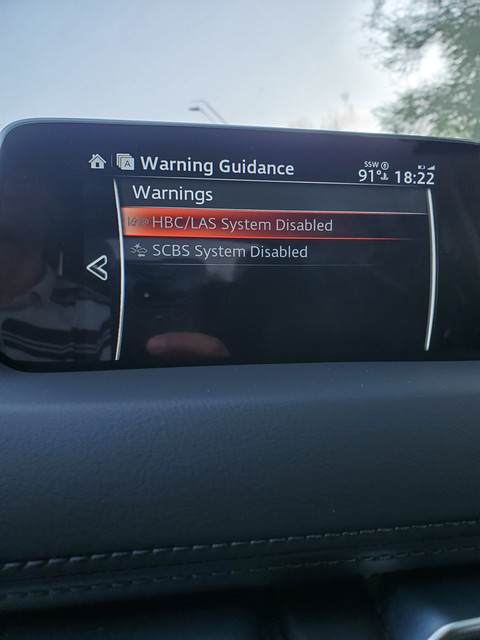 Warning Guidance
SSW
91° 18:22
Warnings
HBC/LAS System Disabled
SCBS System Disabled